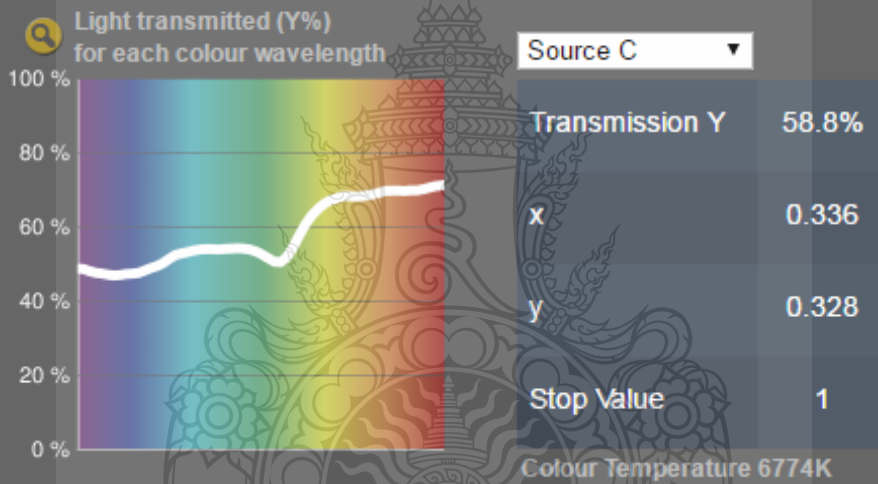 Light transmitted (Y%)
for each colour wavelength
100 %
80 %
60 %
40 %
20 %
0 %
Source C
Transmission Y 58.8%
x 0.336
y 0.328
Stop Value 1
Colour Temperature 6774K